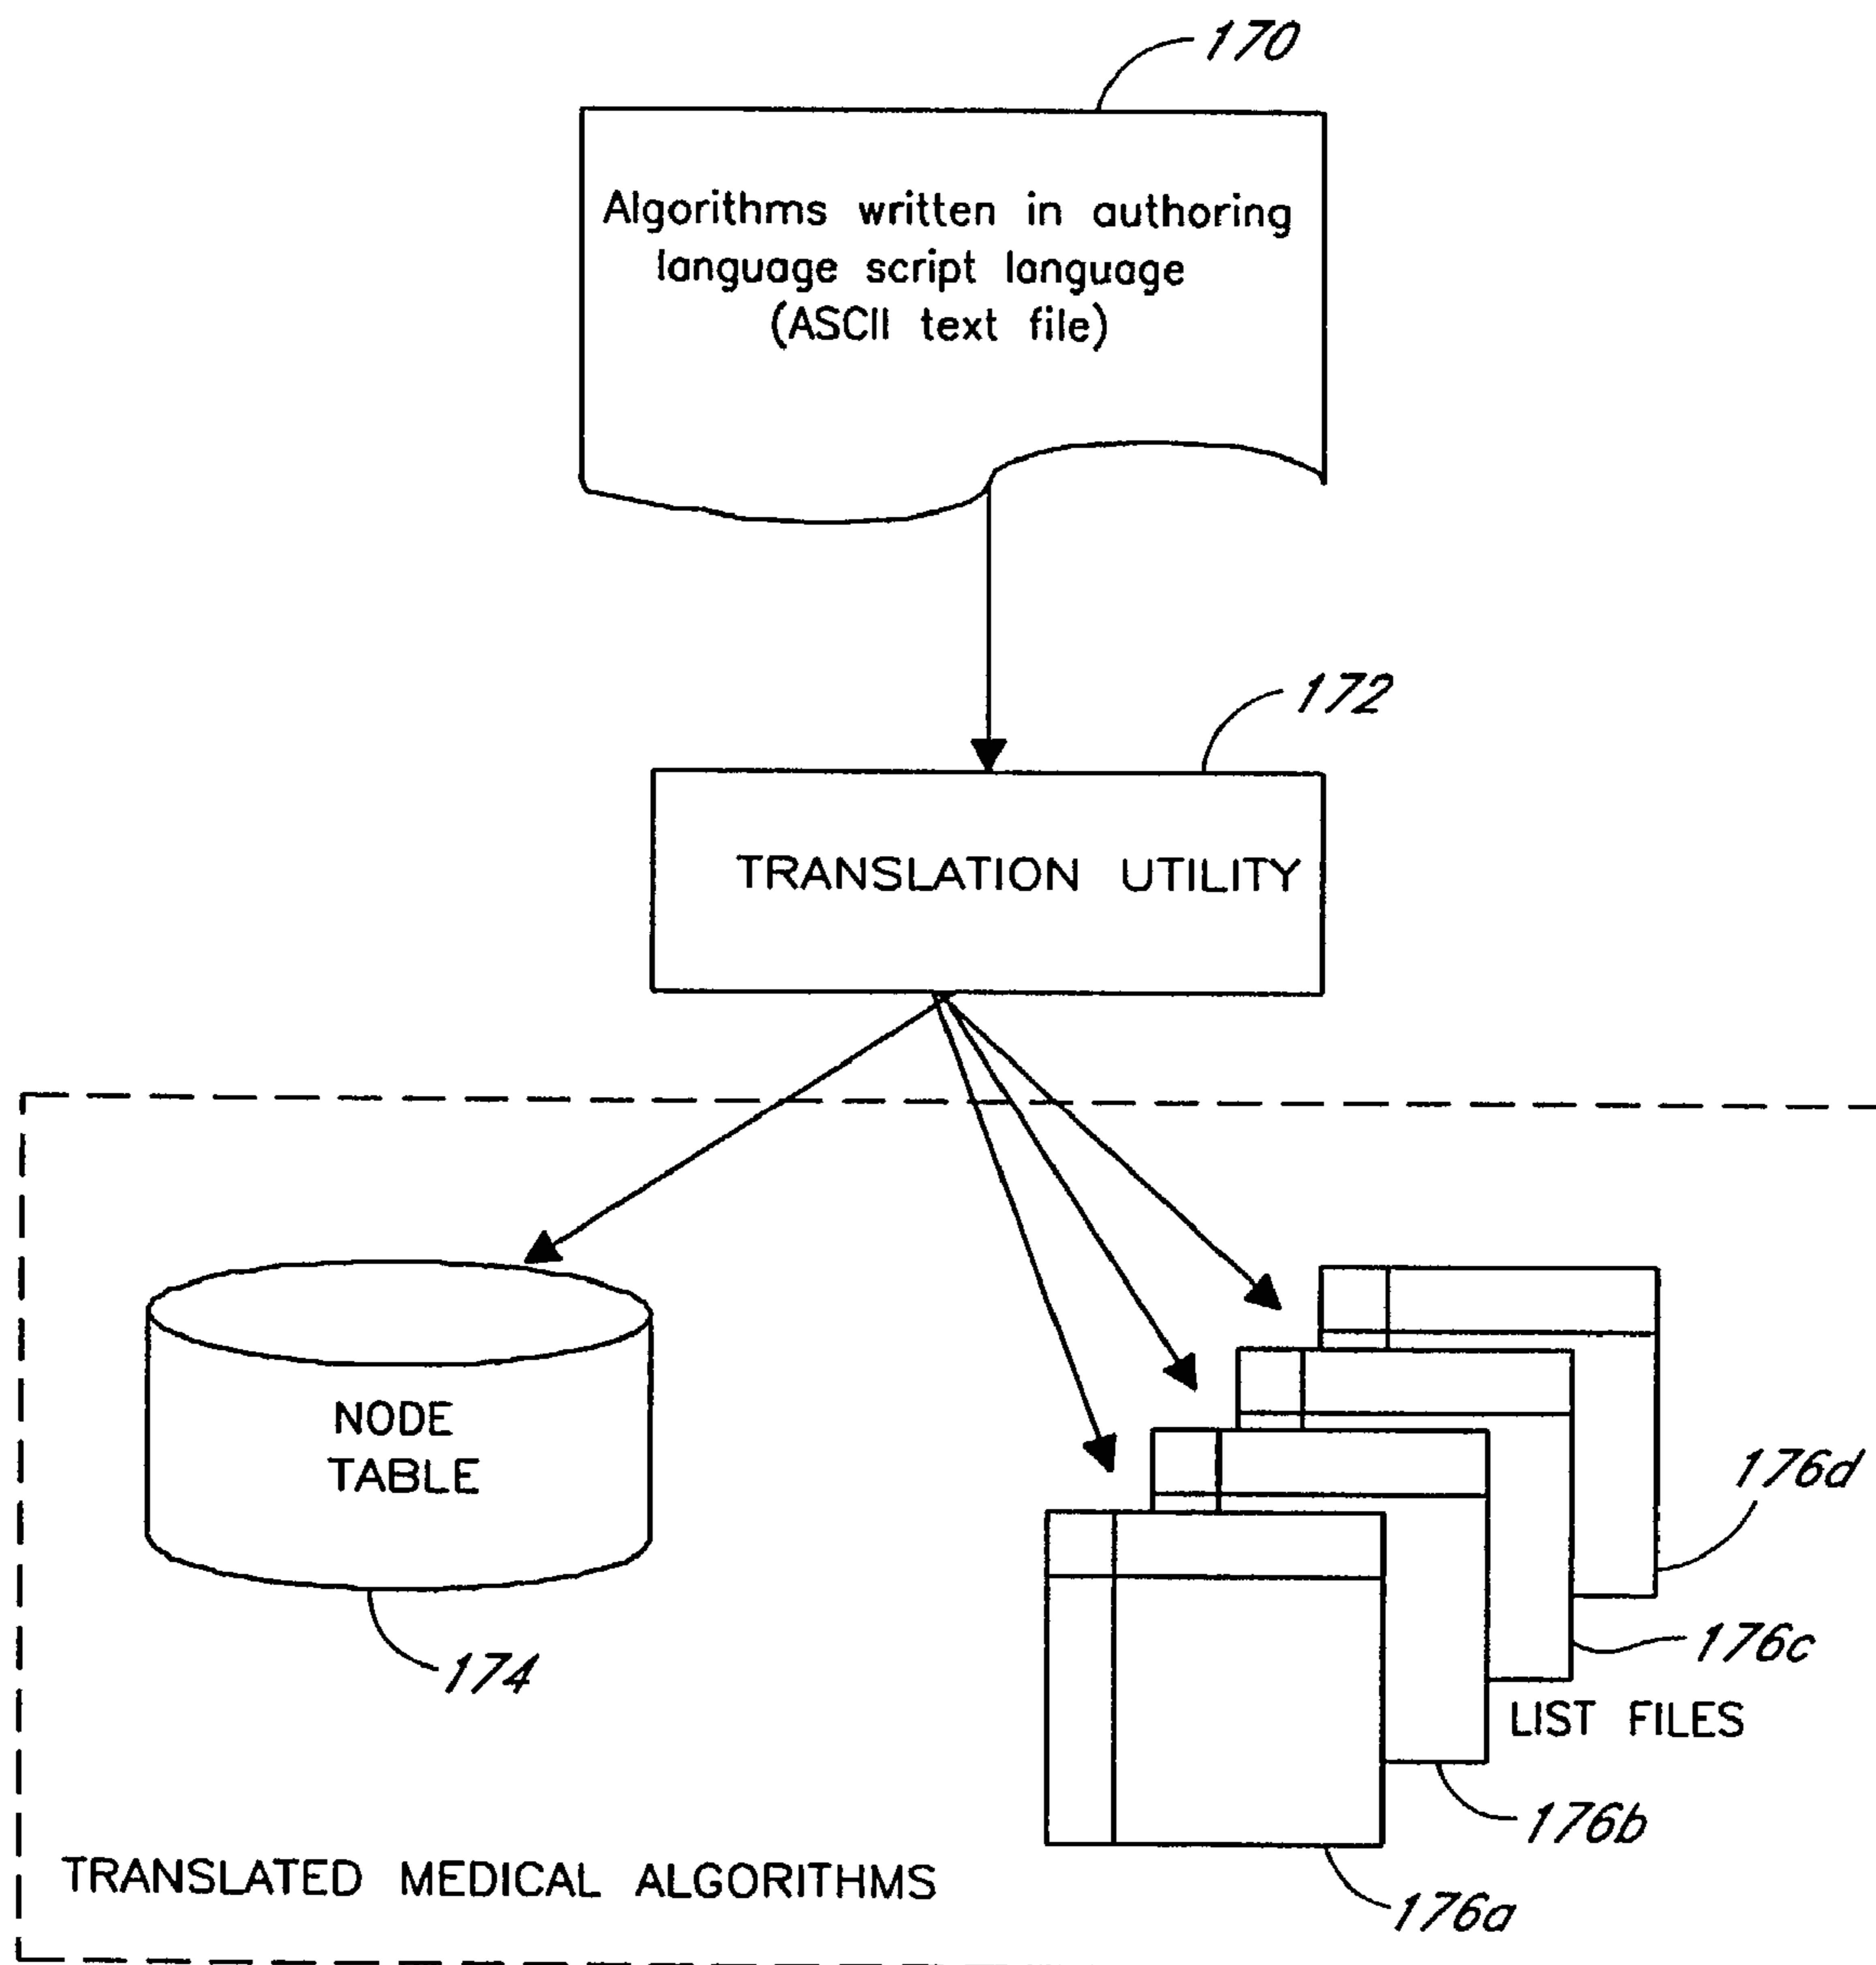 170
Algorithms written in authoring
language script language
(ASCII text file)
172
TRANSLATION UTILITY
NODE
TABLE
174
176d
176c
LIST FILES
176b
176a
TRANSLATED MEDICAL ALGORITHMS